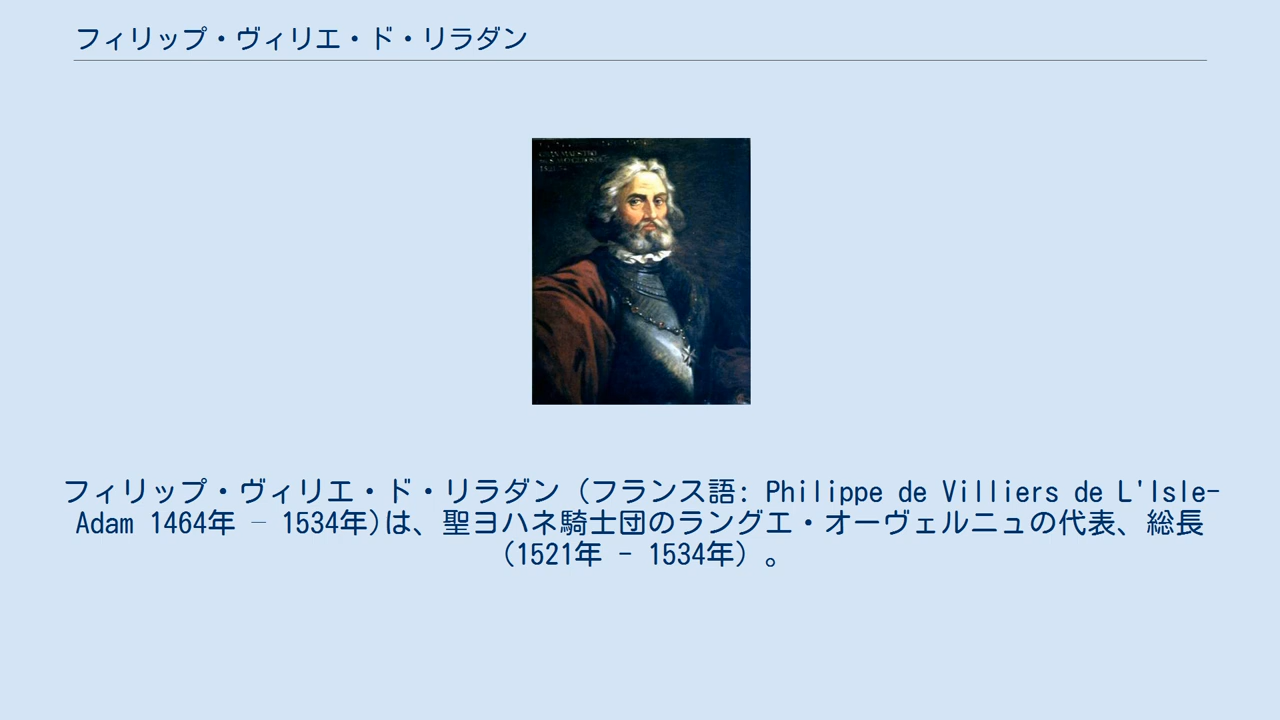 フィリップ・ヴィリエ・ド・リラダン
フィリップ・ヴィリエ・ド・リラダン（フランス語: Philippe de Villiers de L'Isle-
Adam 1464年 – 1534年)は、聖ヨハネ騎士団のラングエ・オーヴェルニュの代表、総長
（1521年 - 1534年）。